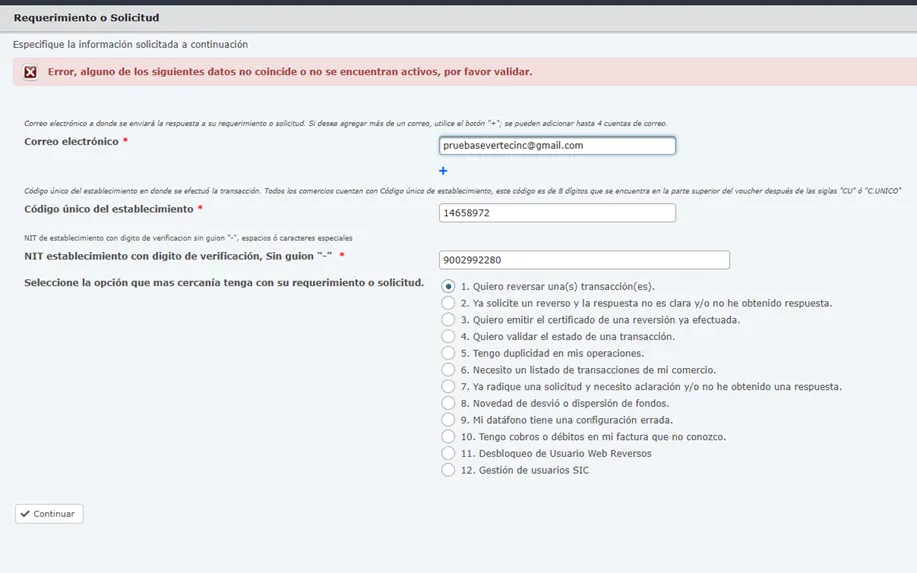 Requerimiento o Solicitud
Especifique la información solicitada a continuación
Error, alguno de los siguientes datos no coincide o no se encuentran activos, por favor validar.
Correo electrónico a donde se enviará la respuesta a su requerimiento o solicitud. Si desea agregar más de un correo, utilice el botón "+"; se pueden adicionar hasta 4 cuentas de correo.
Correo electrónico *
pruebasevertecinc@gmail.com
+
Código único del establecimiento en donde se efectuó la transacción. Todos los comercios cuentan con Código único de establecimiento, este código es de 8 dígitos que se encuentra en la parte superior del voucher después de las siglas "CU" ó "C.UNICO"
Código único del establecimiento *
14658972
NIT de establecimiento con digito de verificacion sin guion "-", espacios ó caracteres especiales
NIT establecimiento con digito de verificación, Sin guion "-" *
9002992280
Seleccione la opción que mas cercanía tenga con su requerimiento o solicitud.
1. Quiero reversar una(s) transacción(es).
2. Ya solicite un reverso y la respuesta no es clara y/o no he obtenido respuesta.
3. Quiero emitir el certificado de una reversión ya efectuada.
4. Quiero validar el estado de una transacción.
5. Tengo duplicidad en mis operaciones.
6. Necesito un listado de transacciones de mi comercio.
7. Ya radique una solicitud y necesito aclaración y/o no he obtenido una respuesta.
8. Novedad de desvió o dispersión de fondos.
9. Mi datáfono tiene una configuración errada.
10. Tengo cobros o débitos en mi factura que no conozco.
11. Desbloqueo de Usuario Web Reversos
12. Gestión de usuarios SIC
Continuar